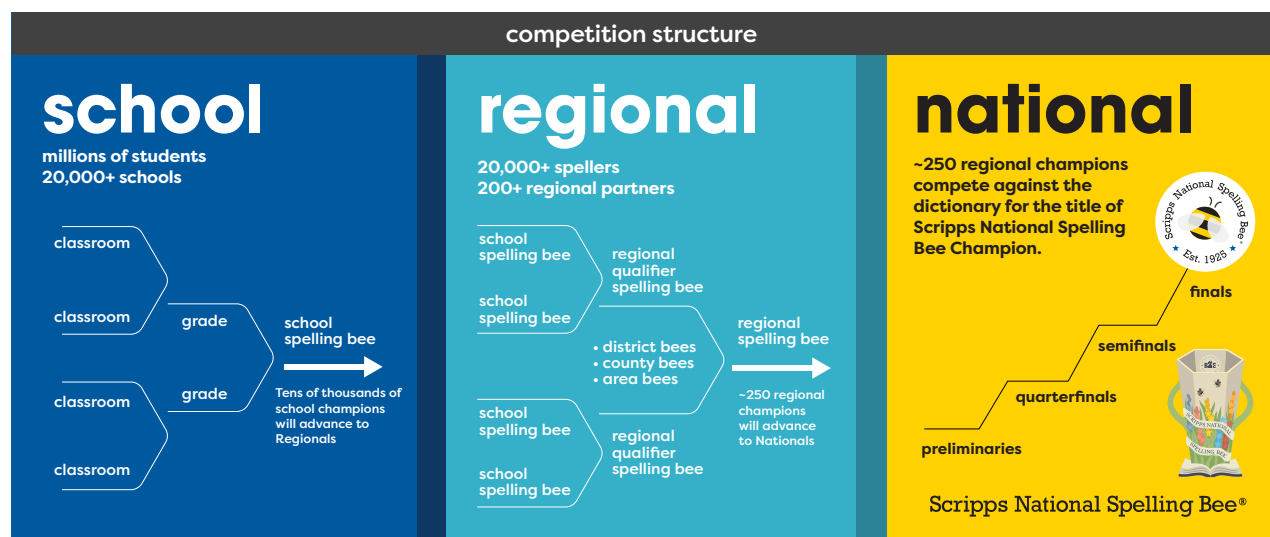 competition structure
school
millions of students
20,000+ schools
classroom
classroom
grade
school
spelling bee
classroom
grade
classroom
Tens of thousands of
school champions
will advance to
Regionals
regional
20,000+ spellers
200+ regional partners
school
spelling bee
school
spelling bee
regional
qualifier
spelling bee
• district bees
• county bees
• area bees
regional
spelling bee
school
spelling bee
school
spelling bee
regional
qualifier
spelling bee
~250 regional
champions
will advance
to Nationals
national
~250 regional champions
compete against the
dictionary for the title of
Scripps National Spelling
Bee Champion.
Scripps National Spelling Bee®
Est. 1925
finals
semifinals
quarterfinals
preliminaries
SCRIPPS NATIONAL
SPELLING BEE
Scripps National Spelling Bee®